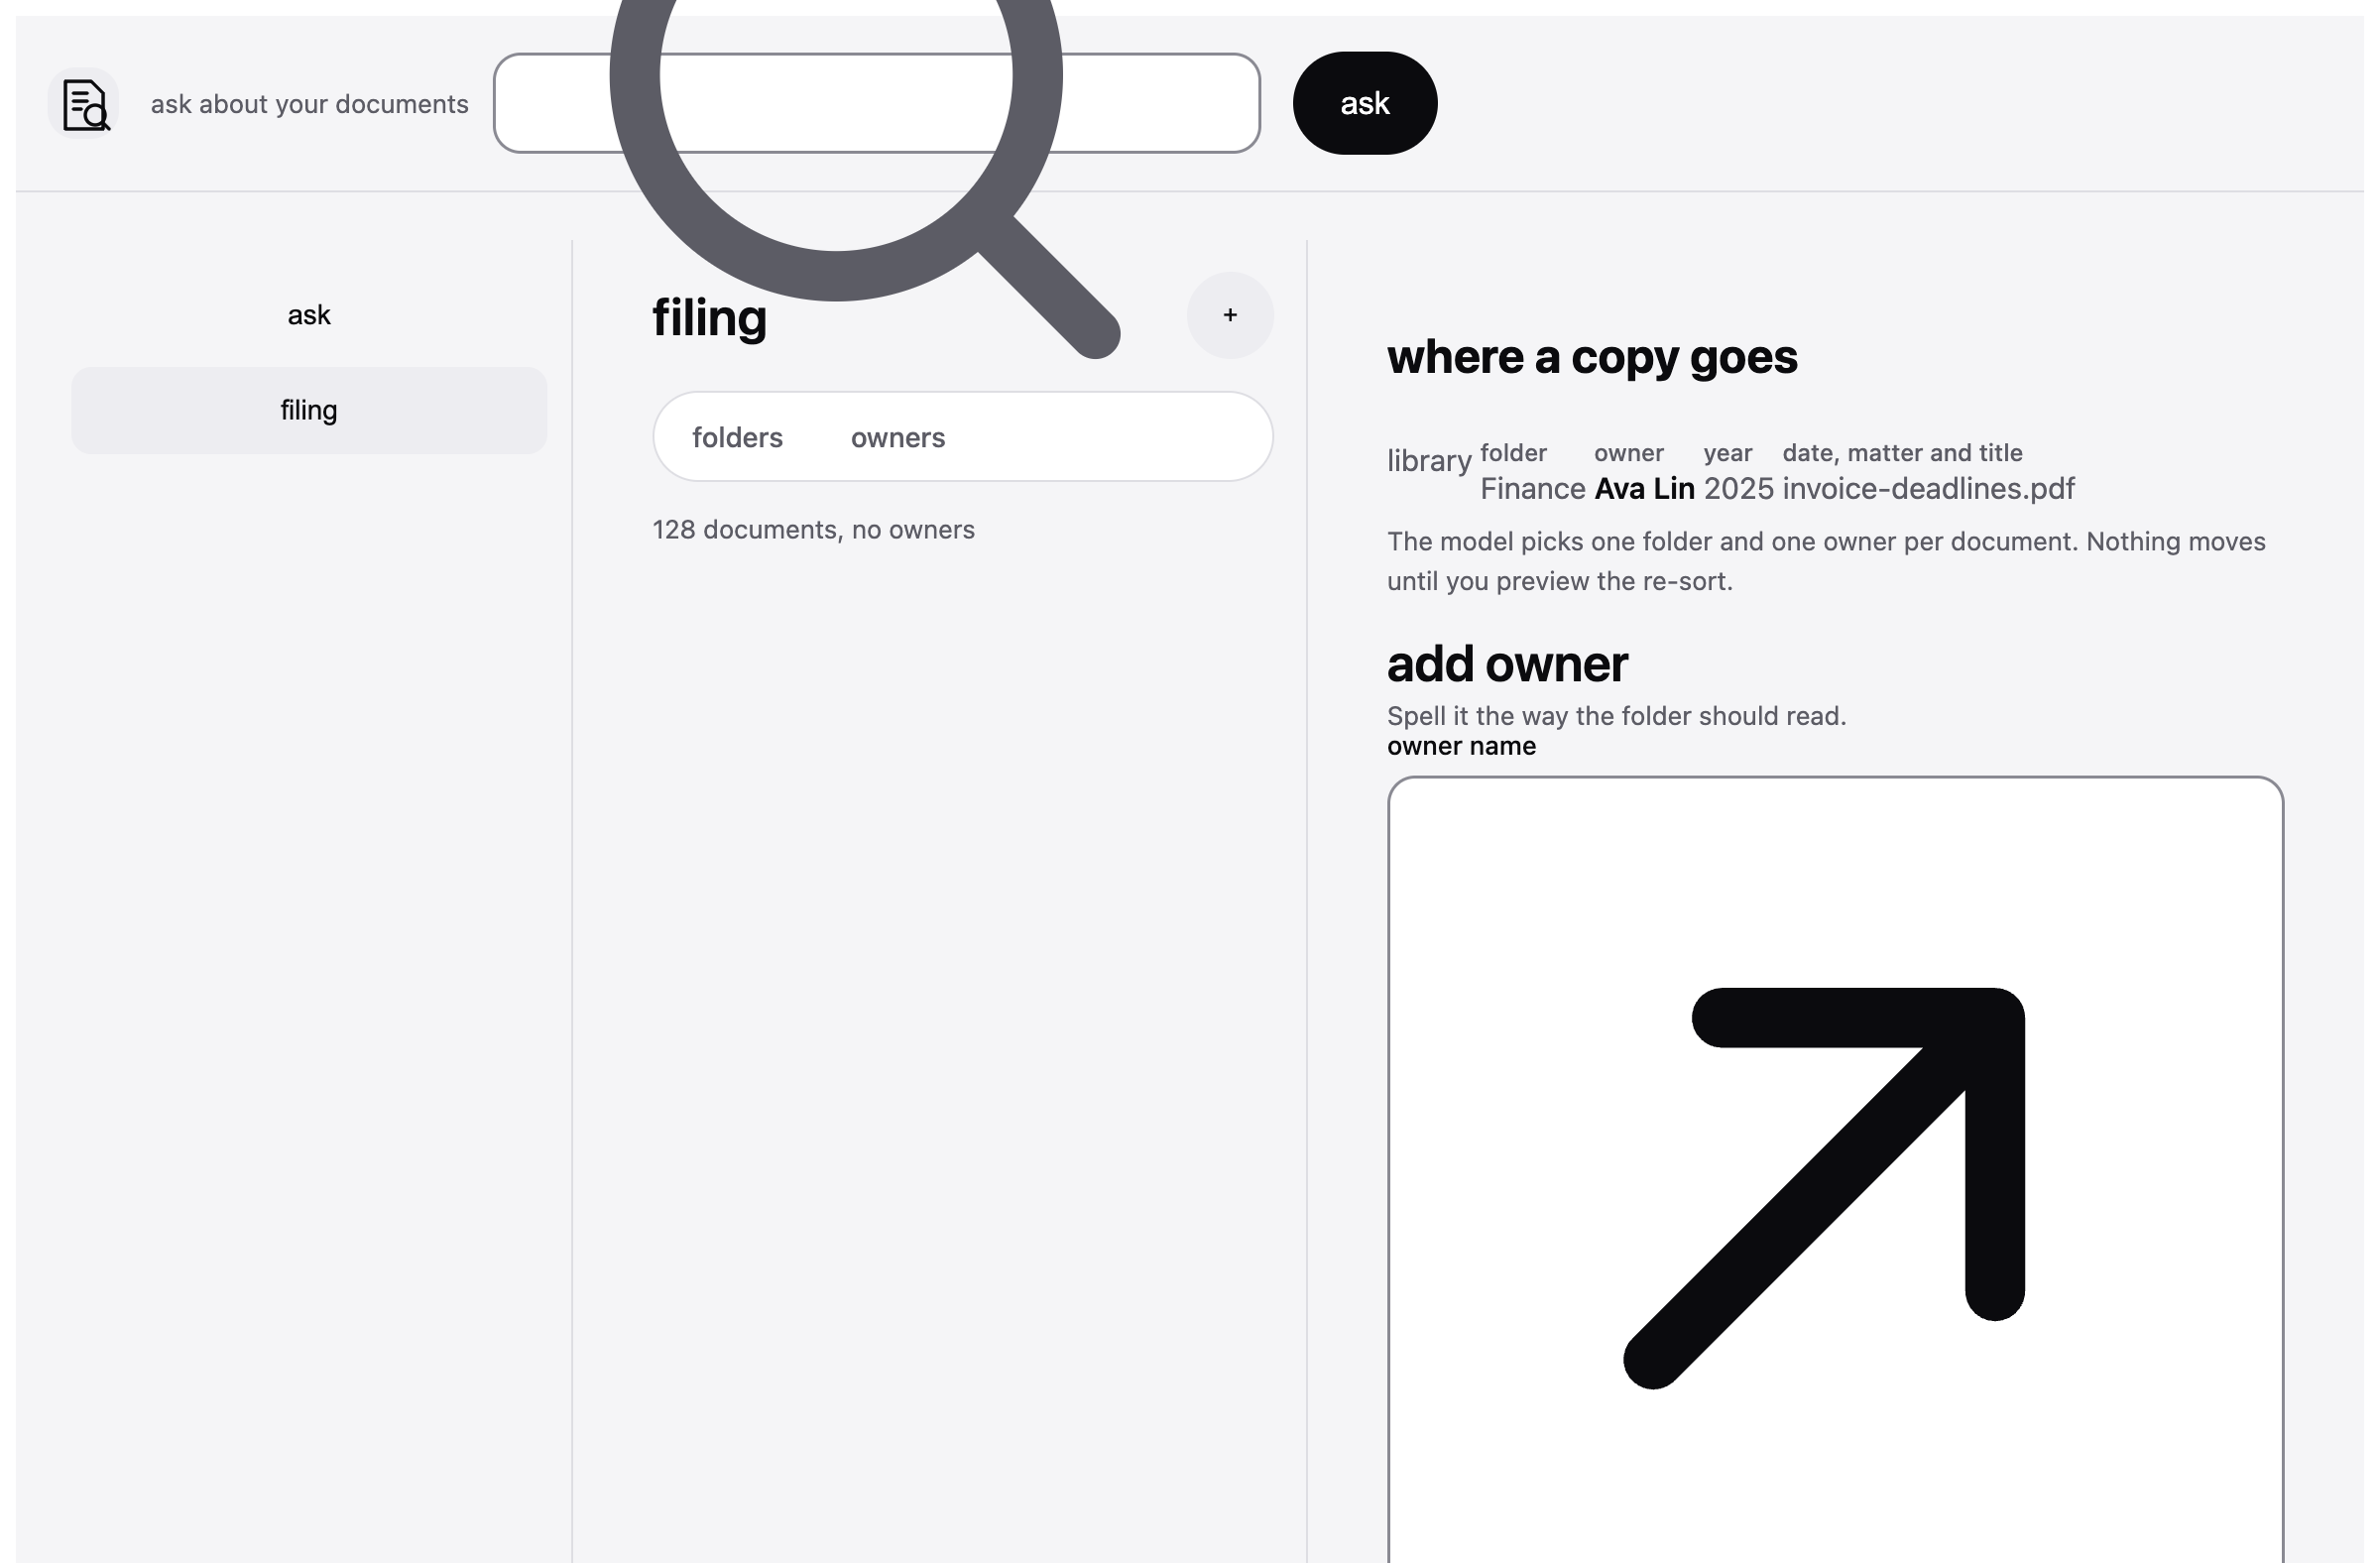 ask about your documents
ask
ask
filing
filing
+
folders owners
128 documents, no owners
where a copy goes
library
folder owner year date, matter and title
Finance Ava Lin 2025 invoice-deadlines.pdf
The model picks one folder and one owner per document. Nothing moves
until you preview the re-sort.
add owner
Spell it the way the folder should read.
owner name